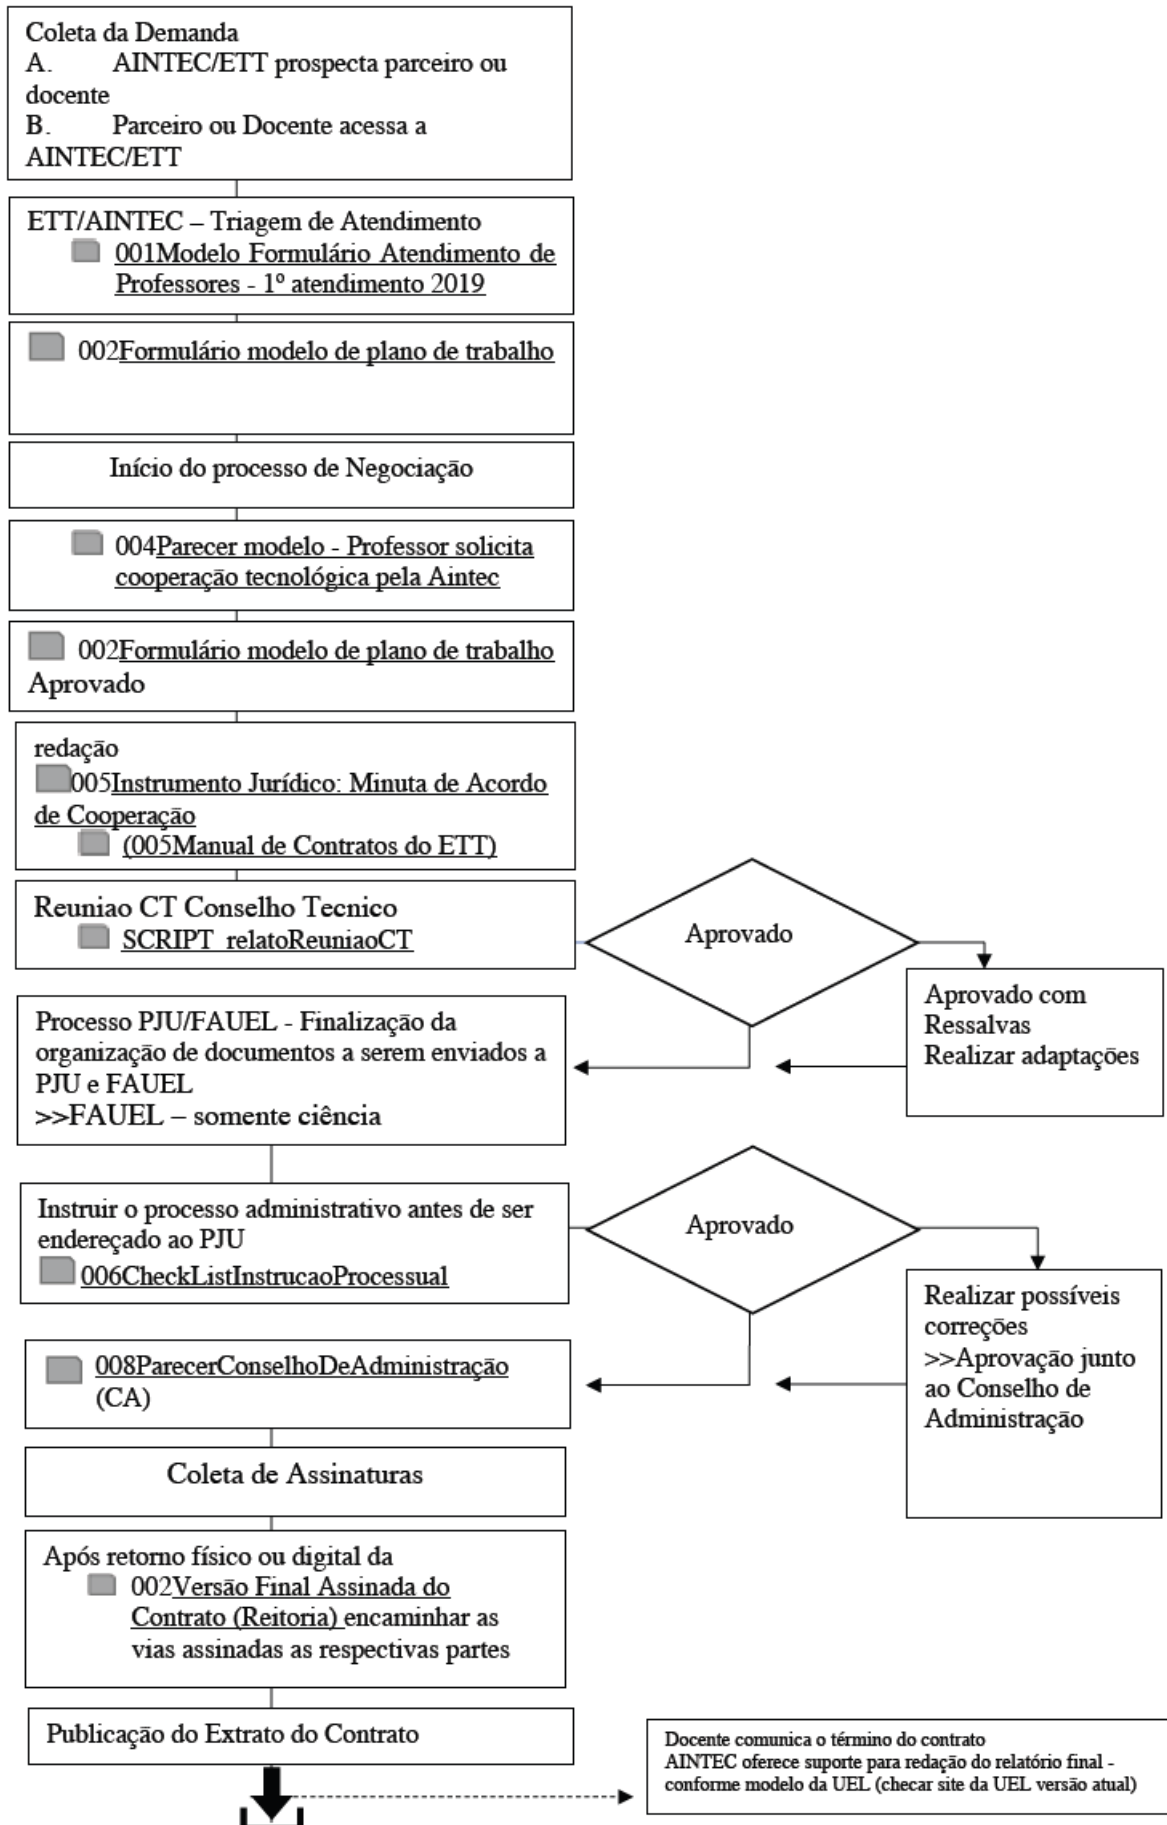 Coleta da Demanda
A. AINTEC/ETT prospecta parceiro ou
docente
B. Parceiro ou Docente acessa a
AINTEC/ETT
ETT/AINTEC – Triagem de Atendimento
001Modelo Formulário Atendimento de
Professores - 1º atendimento 2019
002Formulário modelo de plano de trabalho
Início do processo de Negociação
004Parecer modelo - Professor solicita
cooperação tecnológica pela Aintec
002Formulário modelo de plano de trabalho
Aprovado
redação
005Instrumento Jurídico: Minuta de Acordo
de Cooperação
(005Manual de Contratos do ETT)
Reuniao CT Conselho Tecnico
SCRIPT_relatoReuniaoCT
Aprovado
Aprovado com
Ressalvas
Realizar adaptações
Processo PJU/FAUEL - Finalização da
organização de documentos a serem enviados a
PJU e FAUEL
>>FAUEL – somente ciência
Instruir o processo administrativo antes de ser
endereçado ao PJU
006CheckListInstrucaoProcessual
Aprovado
Realizar possíveis
correções
>>Aprovação junto
ao Conselho de
Administração
008ParecerConselhoDeAdministração
(CA)
Coleta de Assinaturas
Após retorno físico ou digital da
002Versão Final Assinada do
Contrato (Reitoria) encaminhar as
vias assinadas as respectivas partes
Publicação do Extrato do Contrato
Docente comunica o término do contrato
AINTEC oferece suporte para redação do relatório final -
conforme modelo da UEL (checar site da UEL versão atual)